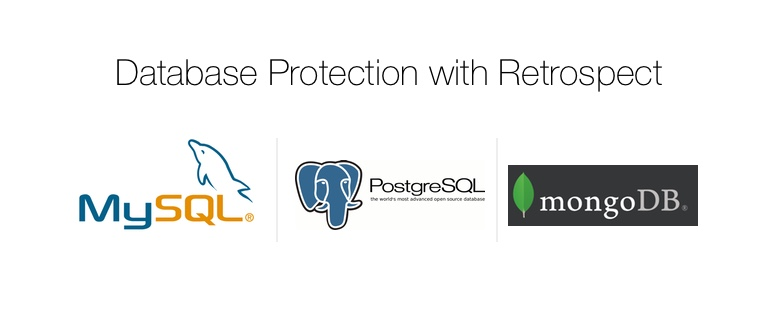 Database Protection with Retrospect
MySQL®
PostgreSQL
the world's most advanced open source database
mongoDB®